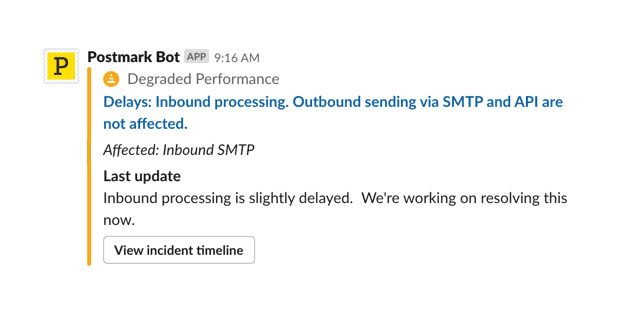 P
Postmark Bot APP 9:16 AM
Degraded Performance
Delays: Inbound processing. Outbound sending via SMTP and API are
not affected.
Affected: Inbound SMTP
Last update
Inbound processing is slightly delayed.  We're working on resolving this
now.
View incident timeline